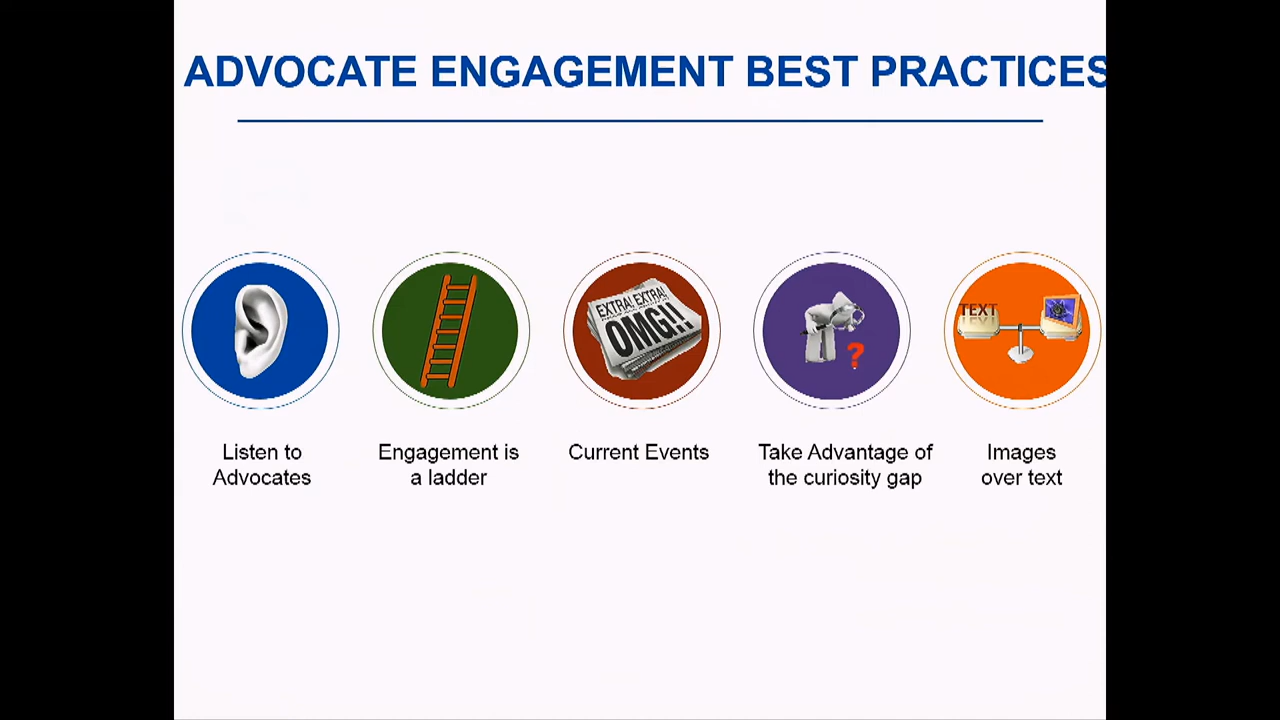 ADVOCATE ENGAGEMENT BEST PRACTICES
EXTRA! EXTRA!
OMG!!
TEXT
Listen to
Advocates
Engagement is
a ladder
Current Events
Take Advantage of
the curiosity gap
?
Images
over text